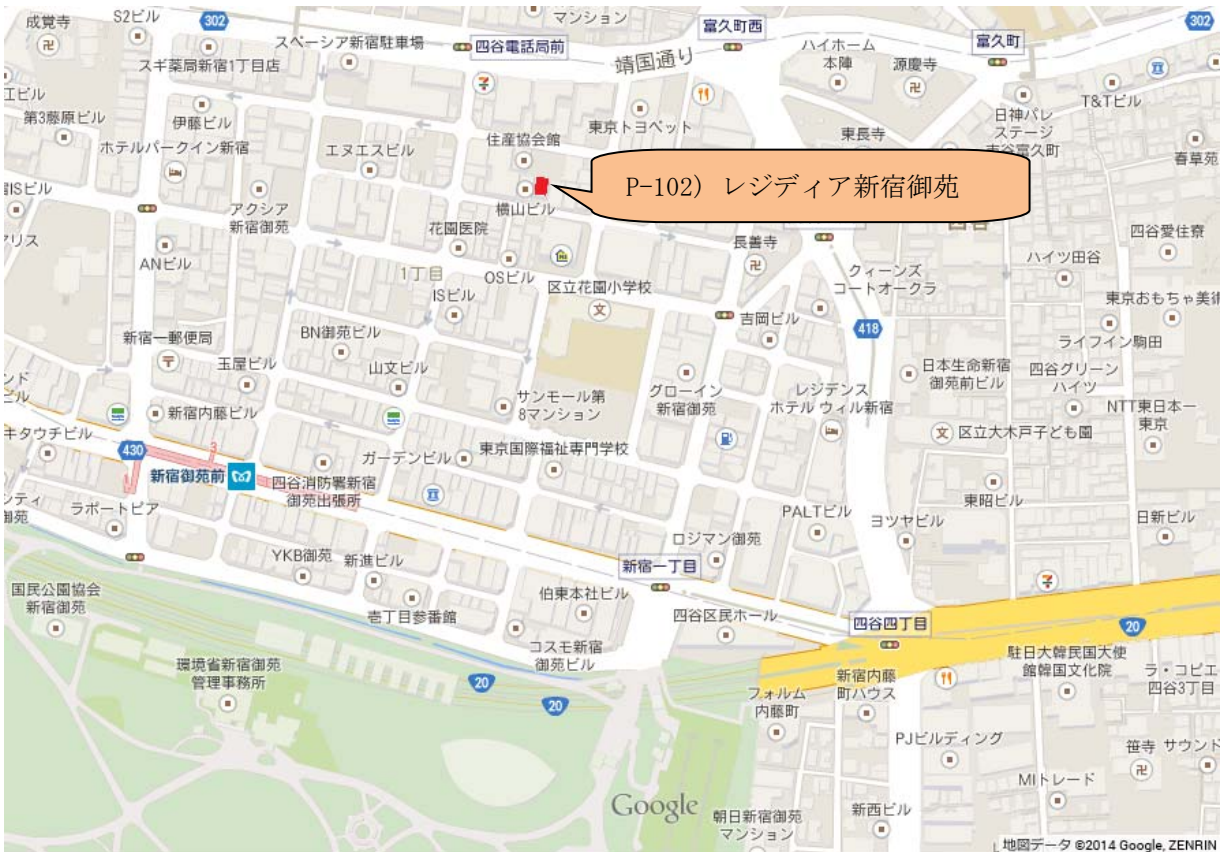 成覚寺
S2ビル
302
マンション
富久町西
302
スペーシア新宿駐車場
四谷電話局前
靖国通り
ハイホーム
本陣
富久町
源慶寺
スギ薬局新宿1丁目店
エビル
第3藤原ビル
伊藤ビル
T&Tビル
日神パレ
ステージ
東京トヨペット
住産協会館
東長寺
ホテルパークイン新宿
エヌエスビル
春草苑
P-102) レジディア新宿御苑
ISビル
横山ビル
アクシア
新宿御苑
花園医院
長善寺
四谷愛住寮
アリス
ANビル
1丁目
OSビル
ハイツ田谷
クィーンズ
コートオークラ
ISビル
区立花園小学校
東京おもちゃ美術
吉岡ビル
418
新宿一郵便局
BN御苑ビル
ライフイン駒田
玉屋ビル
山文ビル
日本生命新宿
御苑前ビル
四谷グリーン
ハイツ
グローイン
新宿御苑
レジデンス
ホテル ウィル新宿
ンド
ビル
新宿内藤ビル
サンモール第
8マンション
NTT東日本ー
東京
キタウチビル
430
3
区立大木戸子ども園
ガーデンビル
東京国際福祉専門学校
新宿御苑前
四谷消防署新宿
御苑出張所
ンティ
御苑
ラポートピア
東昭ビル
PALTビル
ヨツヤビル
日新ビル
YKB御苑
新進ビル
ロジマン御苑
新宿一丁目
国民公園協会
新宿御苑
伯東本社ビル
壱丁目参番館
四谷区民ホール
四谷四丁目
20
コスモ新宿
御苑ビル
環境省新宿御苑
管理事務所
20
20
駐日大韓民国大使
館韓国文化院
ラ・コピエ
四谷3丁目
新宿内藤
町ハウス
フォルム
内藤町
PJビルディング
笹寺
サウンド
MIトレード
Google
朝日新宿御苑
マンション
新西ビル
地図データ ©2014 Google, ZENRIN